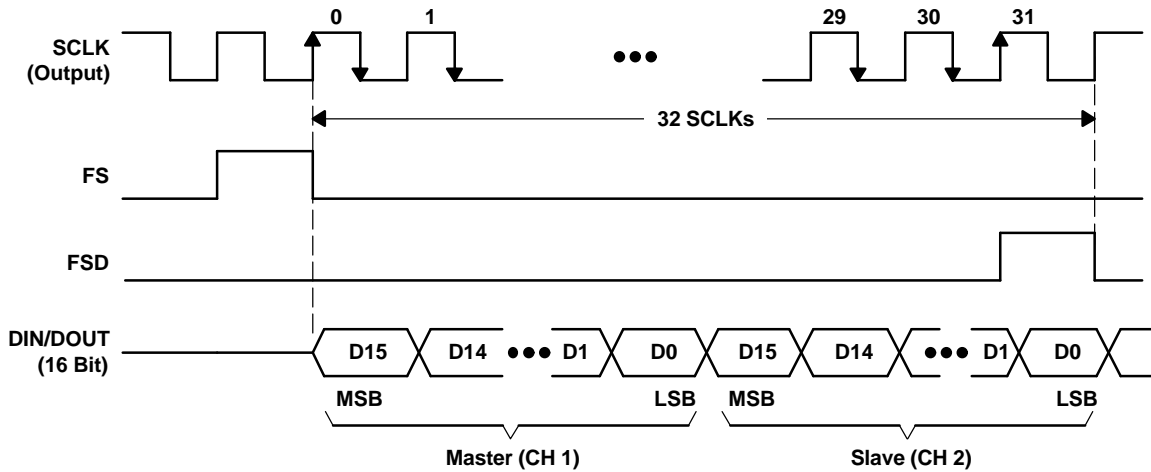 0 1 29 30 31
SCLK
(Output)
32 SCLKs
FS
FSD
DIN/DOUT
(16 Bit)
D15 D14 D1 D0 D15 D14 D1 D0
MSB LSB MSB LSB
Master (CH 1) Slave (CH 2)